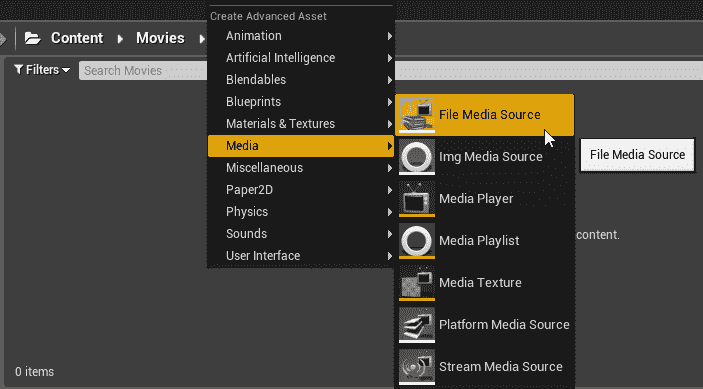 Create Advanced Asset
Content
Movies
Filters
Search Movies
Animation
Artificial Intelligence
Blendables
Blueprints
Materials & Textures
Media
Miscellaneous
Paper2D
Physics
Sounds
User Interface
File Media Source
Img Media Source
Media Player
Media Playlist
Media Texture
Platform Media Source
Stream Media Source
File Media Source
content.
0 items